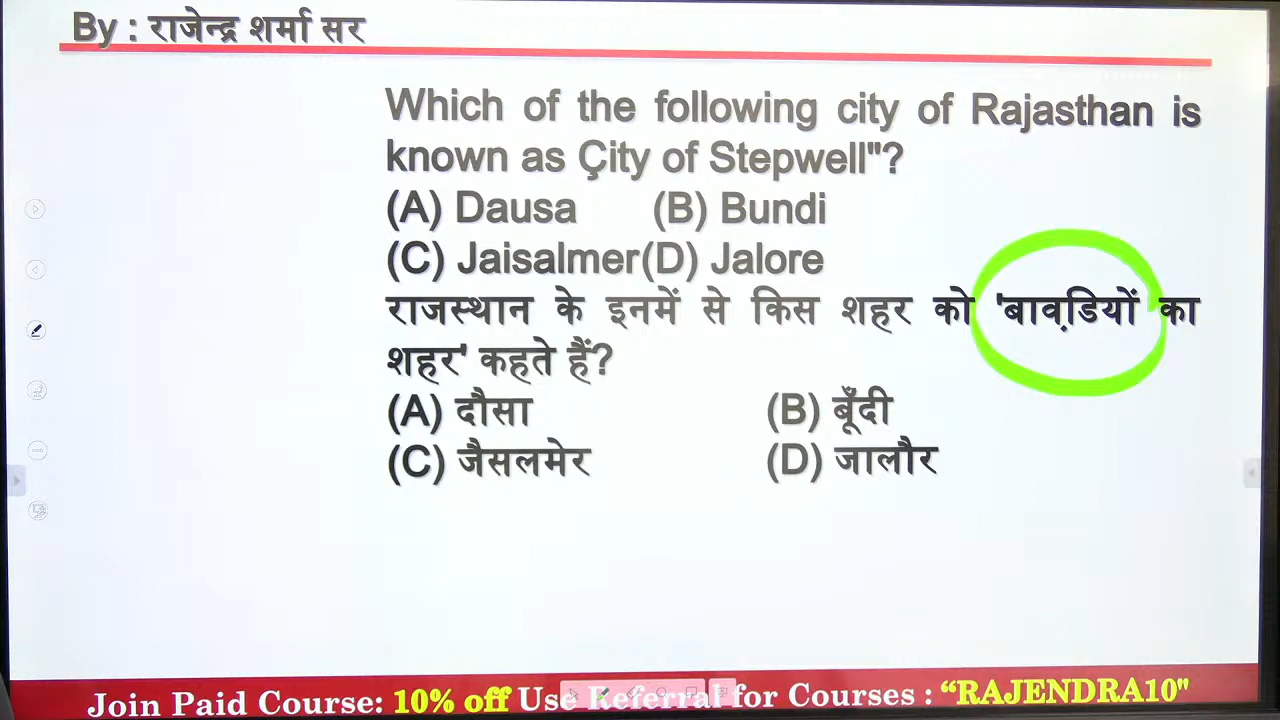 By : राजेन्द्र शर्मा सर
Which of the following city of Rajasthan is
known as Çity of Stepwell"?
(A) Dausa (B) Bundi
(C) Jaisalmer(D) Jalore
राजस्थान के इनमें से किस शहर को 'बावड़ियों का
शहर' कहते हैं?
(A) दौसा (B) बूँदी
(C) जैसलमेर (D) जालौर
Join Paid Course: 10% off Use Referral for Courses : “RAJENDRA10"